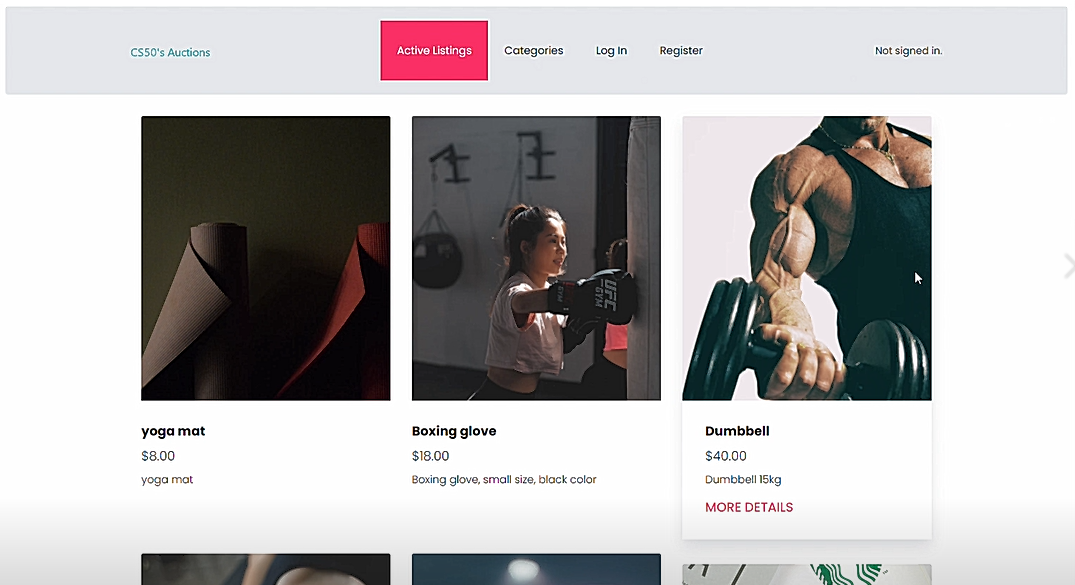 CS50's Auctions
Active Listings
Categories
Log In
Register
Not signed in.
UFC
GYM
GYM
yoga mat
$8.00
yoga mat
Boxing glove
$18.00
Boxing glove, small size, black color
Dumbbell
$40.00
Dumbbell 15kg
MORE DETAILS